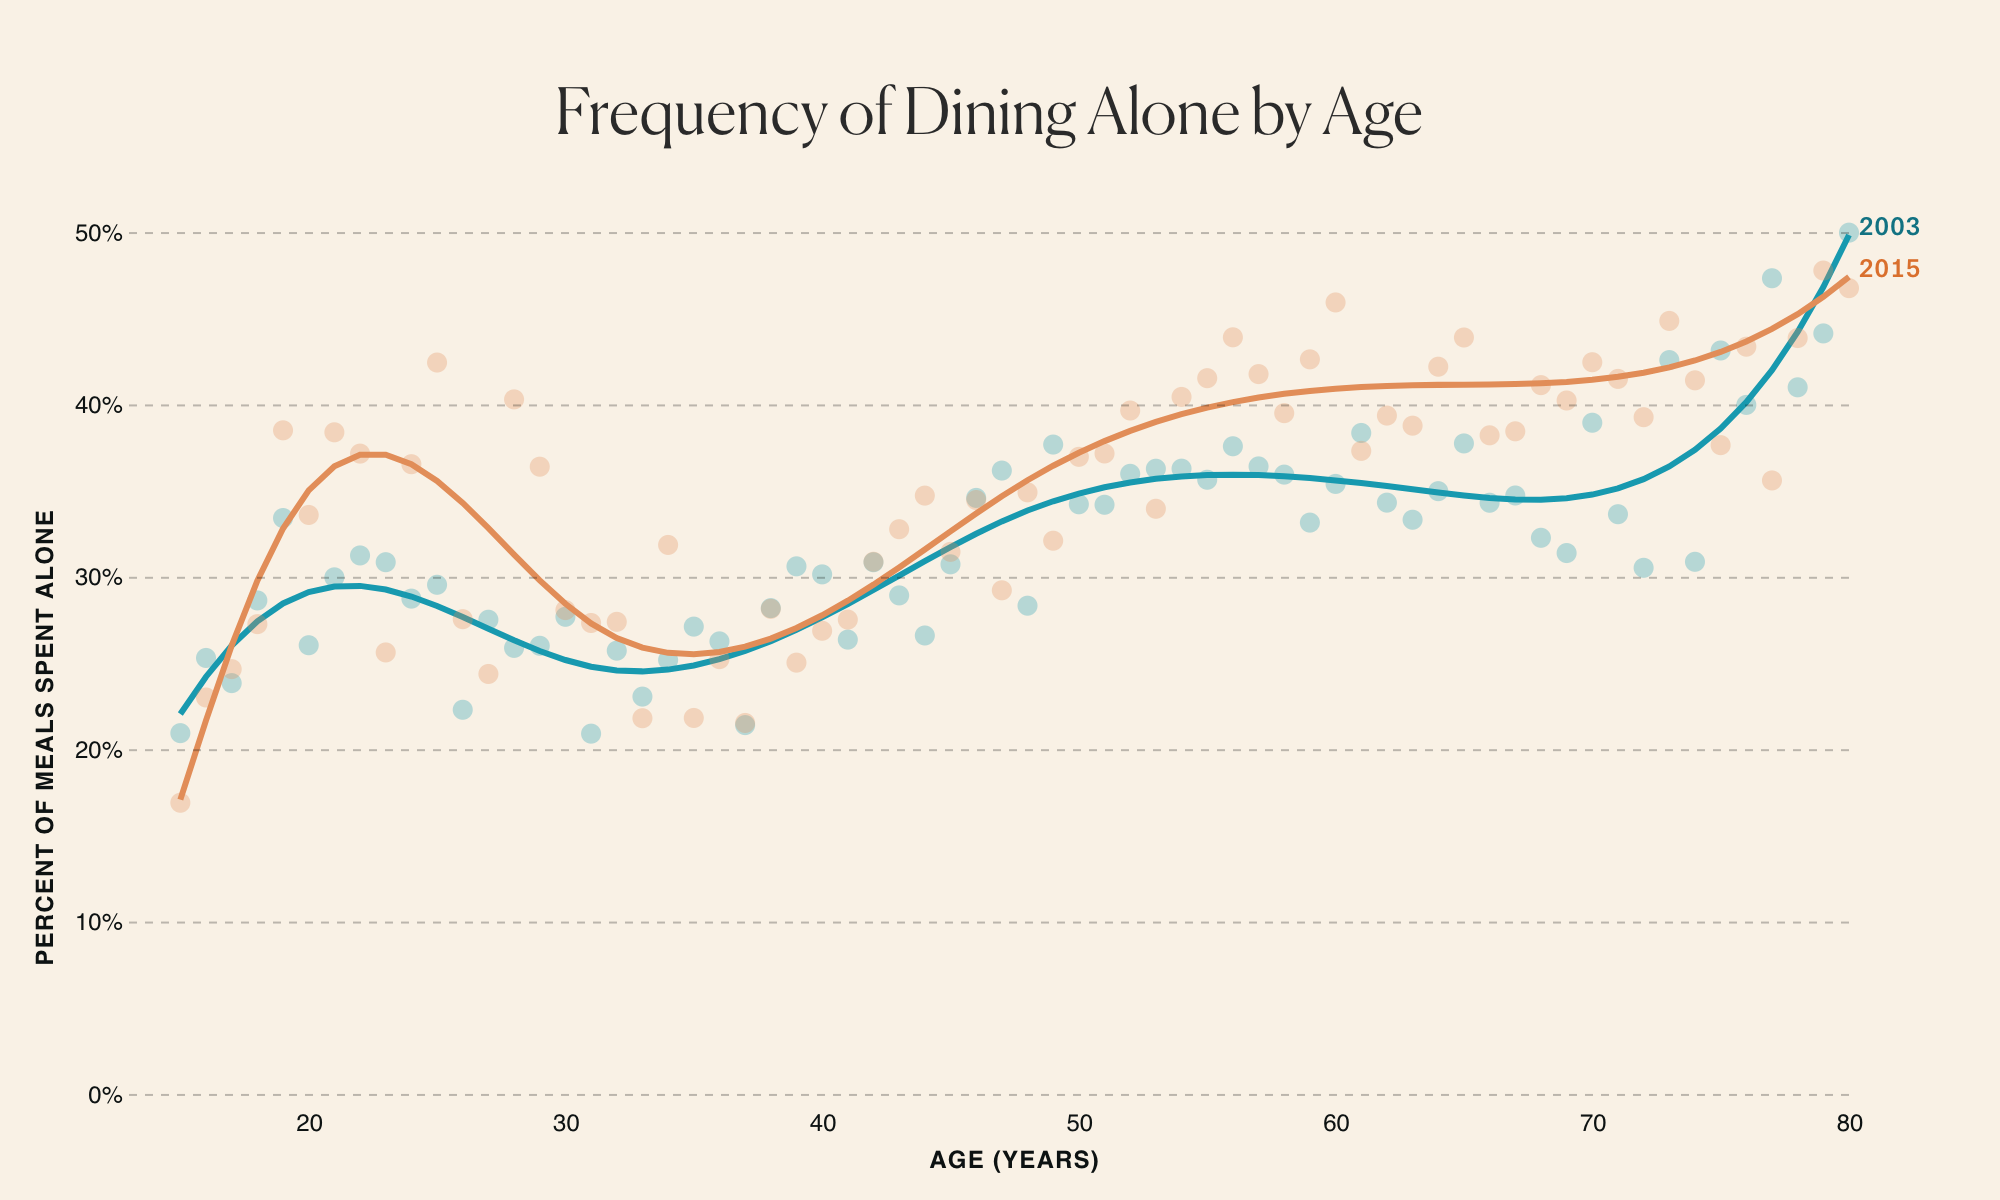 Frequency of Dining Alone by Age
50%
2003
2015
40%
30%
20%
10%
0%
PERCENT OF MEALS SPENT ALONE
20 30 40 50 60 70 80
AGE (YEARS)